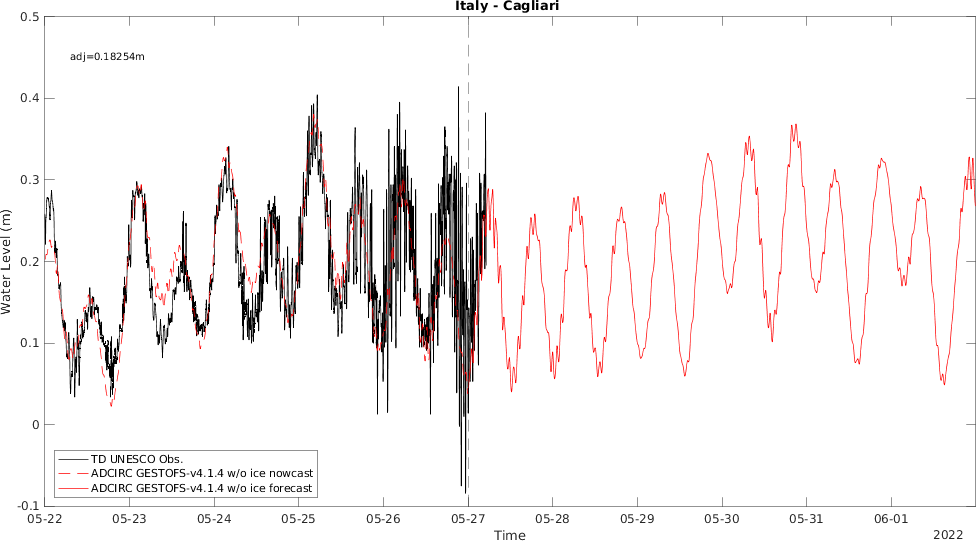 Italy - Cagliari
0.5
adj=0.18254m
0.4
0.3
0.2
0.1
0
-0.1
Water Level (m)
TD UNESCO Obs.
ADCIRC GESTOFS-v4.1.4 w/o ice nowcast
ADCIRC GESTOFS-v4.1.4 w/o ice forecast
05-22 05-23 05-24 05-25 05-26 05-27 05-28 05-29 05-30 05-31 06-01
Time
2022